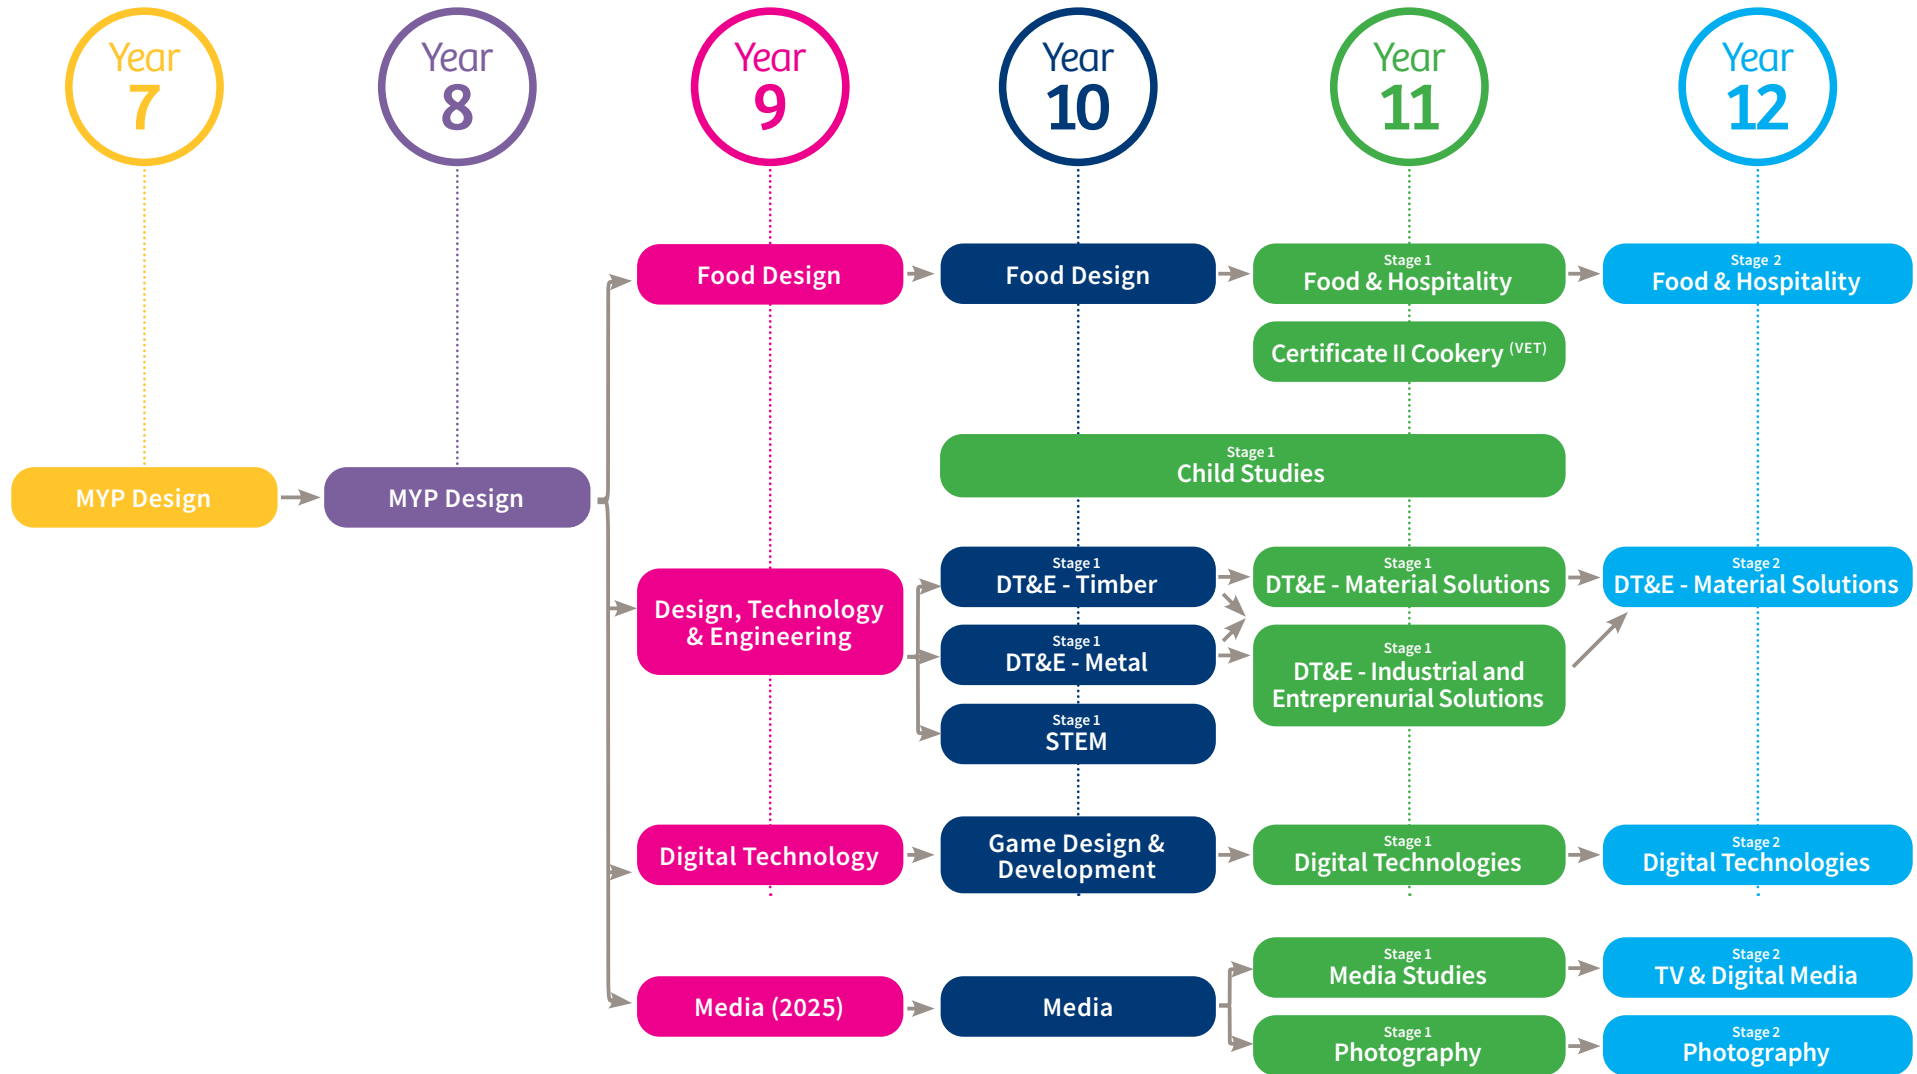 Year
7
Year
8
Year
9
Year
10
Year
11
Year
12
Food Design
Food Design
Stage 1
Food & Hospitality
Stage 2
Food & Hospitality
Certificate II Cookery (VET)
Stage 1
Child Studies
MYP Design
MYP Design
Design, Technology
& Engineering
Stage 1
DT&E - Timber
Stage 1
DT&E - Material Solutions
Stage 2
DT&E - Material Solutions
Stage 1
DT&E - Metal
Stage 1
DT&E - Industrial and
Entreprenurial Solutions
Stage 1
STEM
Digital Technology
Game Design &
Development
Stage 1
Digital Technologies
Stage 2
Digital Technologies
Media (2025)
Media
Stage 1
Media Studies
Stage 2
TV & Digital Media
Stage 1
Photography
Stage 2
Photography